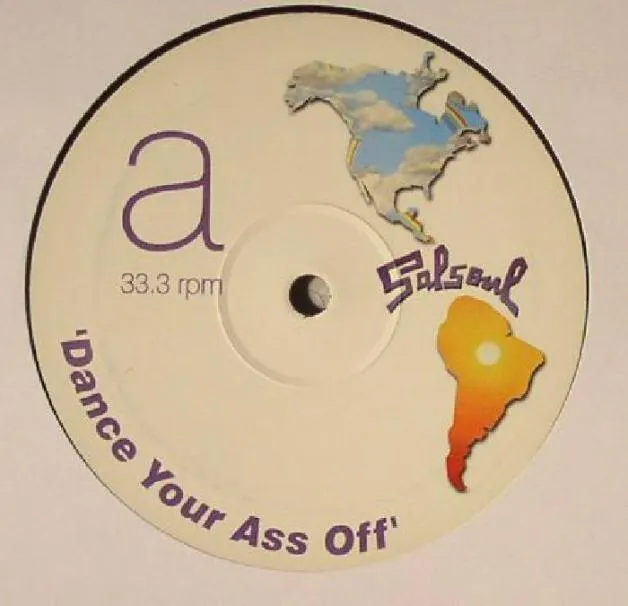 a
33.3 rpm
Salsoul
'Dance Your Ass Off'